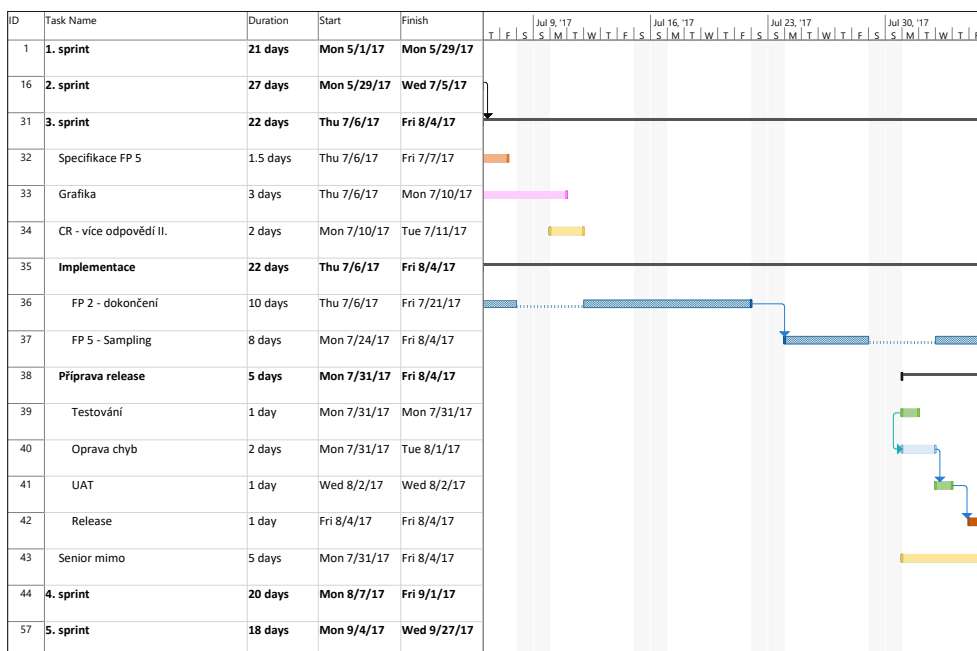 ID Task Name Duration Start Finish Jul 9, '17 Jul 16, '17 Jul 23, '17 Jul 30, '17
T F S S M T W T F S S M T W T F S S M T W T F S S M T W T F
1 1. sprint 21 days Mon 5/1/17 Mon 5/29/17
16 2. sprint 27 days Mon 5/29/17 Wed 7/5/17
31 3. sprint 22 days Thu 7/6/17 Fri 8/4/17
32 Specifikace FP 5 1.5 days Thu 7/6/17 Fri 7/7/17
33 Grafika 3 days Thu 7/6/17 Mon 7/10/17
34 CR - více odpovědí II. 2 days Mon 7/10/17 Tue 7/11/17
35 Implementace 22 days Thu 7/6/17 Fri 8/4/17
36 FP 2 - dokončení 10 days Thu 7/6/17 Fri 7/21/17
37 FP 5 - Sampling 8 days Mon 7/24/17 Fri 8/4/17
38 Příprava release 5 days Mon 7/31/17 Fri 8/4/17
39 Testování 1 day Mon 7/31/17 Mon 7/31/17
40 Oprava chyb 2 days Mon 7/31/17 Tue 8/1/17
41 UAT 1 day Wed 8/2/17 Wed 8/2/17
42 Release 1 day Fri 8/4/17 Fri 8/4/17
43 Senior mimo 5 days Mon 7/31/17 Fri 8/4/17
44 4. sprint 20 days Mon 8/7/17 Fri 9/1/17
57 5. sprint 18 days Mon 9/4/17 Wed 9/27/17